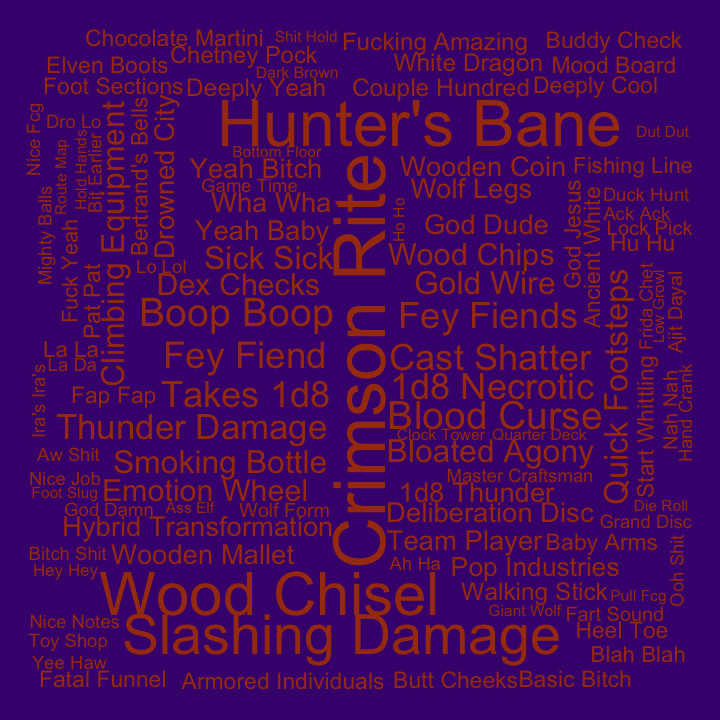 Chocolate Martini
Shit Hold
Fucking Amazing
Buddy Check
Chetney Pock
Elven Boots
White Dragon
Mood Board
Dark Brown
Foot Sections
Deeply Yeah
Couple Hundred
Deeply Cool
Hunter's Bane
Nice Fcg
Dro Lo
Dut Dut
Route Map
Hold Hands
Bit Earlier
Climbing Equipment
Bertrand's Bells
Drowned City
Bottom Floor
Yeah Bitch
Crimson Rite
Wooden Coin
Fishing Line
Game Time
Wolf Legs
Duck Hunt
Mighty Balls
Wha Wha
Ho Ho
God Jesus
Ancient White
Ack Ack
God Dude
Lock Pick
Fuck Yeah
Yeah Baby
Hu Hu
Pat Pat
Lo Lol
Sick Sick
Wood Chips
Dex Checks
Gold Wire
Quick Footsteps
Frida Chet
Low Growl
Ajit Dayal
Boop Boop
Fey Fiends
La La
La Da
Fey Fiend
Cast Shatter
Ira's Ira's
Fap Fap
Takes 1d8
1d8 Necrotic
Start Whittling
Nah Nah
Hand Crank
Thunder Damage
Blood Curse
Clock Tower
Quarter Deck
Aw Shit
Smoking Bottle
Bloated Agony
Nice Job
Master Craftsman
Foot Slug
Emotion Wheel
1d8 Thunder
God Damn
Ass Elf
Wolf Form
Deliberation Disc
Die Roll
Grand Disc
Hybrid Transformation
Team Player
Baby Arms
Ooh Shit
Bitch Shit
Wooden Mallet
Hey Hey
Ah Ha
Pop Industries
Wood Chisel
Walking Stick
Pull Fcg
Giant Wolf
Fart Sound
Nice Notes
Slashing Damage
Heel Toe
Toy Shop
Yee Haw
Blah Blah
Fatal Funnel
Armored Individuals
Butt Cheeks
Basic Bitch